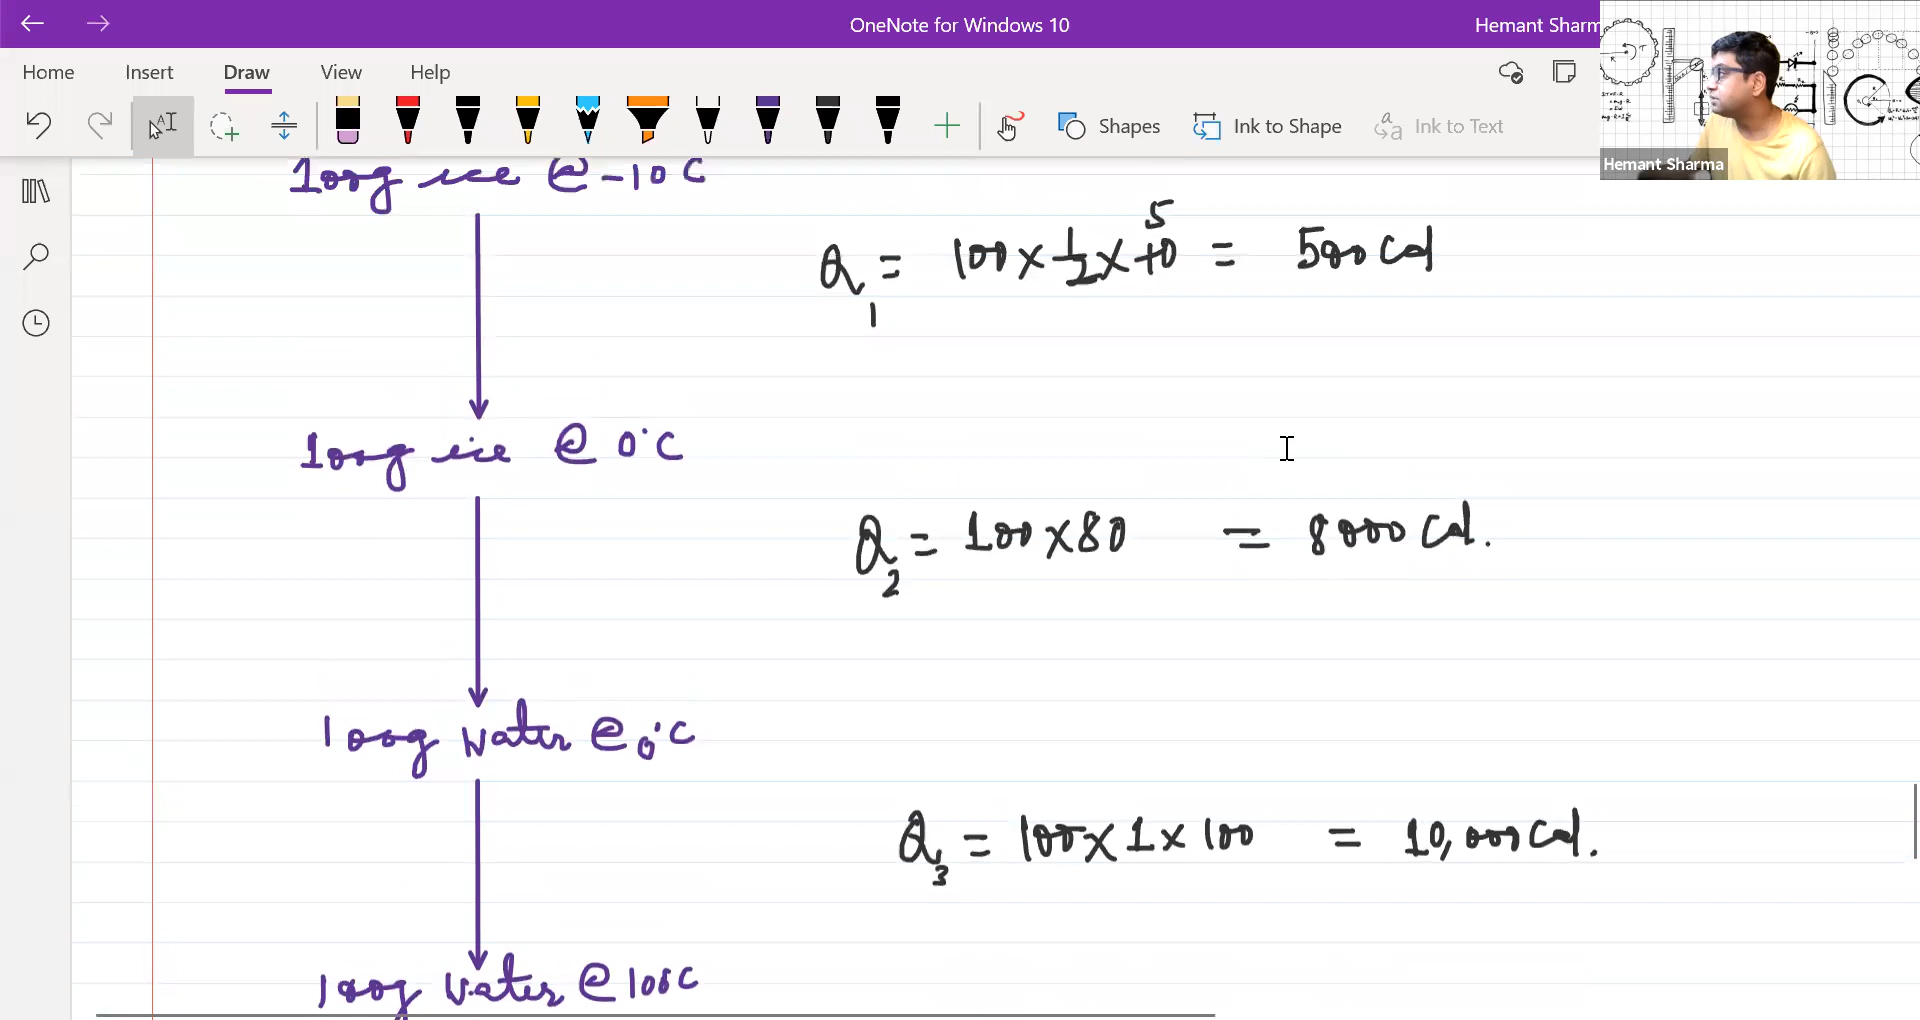 OneNote for Windows 10
Hemant Sharm
Home Insert Draw View Help
Shapes Ink to Shape Ink to Text
Hemant Sharma
100g ice @ -10 C
Q1 = 100 × 1/2 × 10 5 = 500 Cal
100g ice @ 0°C
Q2 = 100 × 80 = 8000 Cal.
100g water @ 0°C
Q3 = 100 × 1 × 100 = 10,000 Cal.
100g water @ 100°C